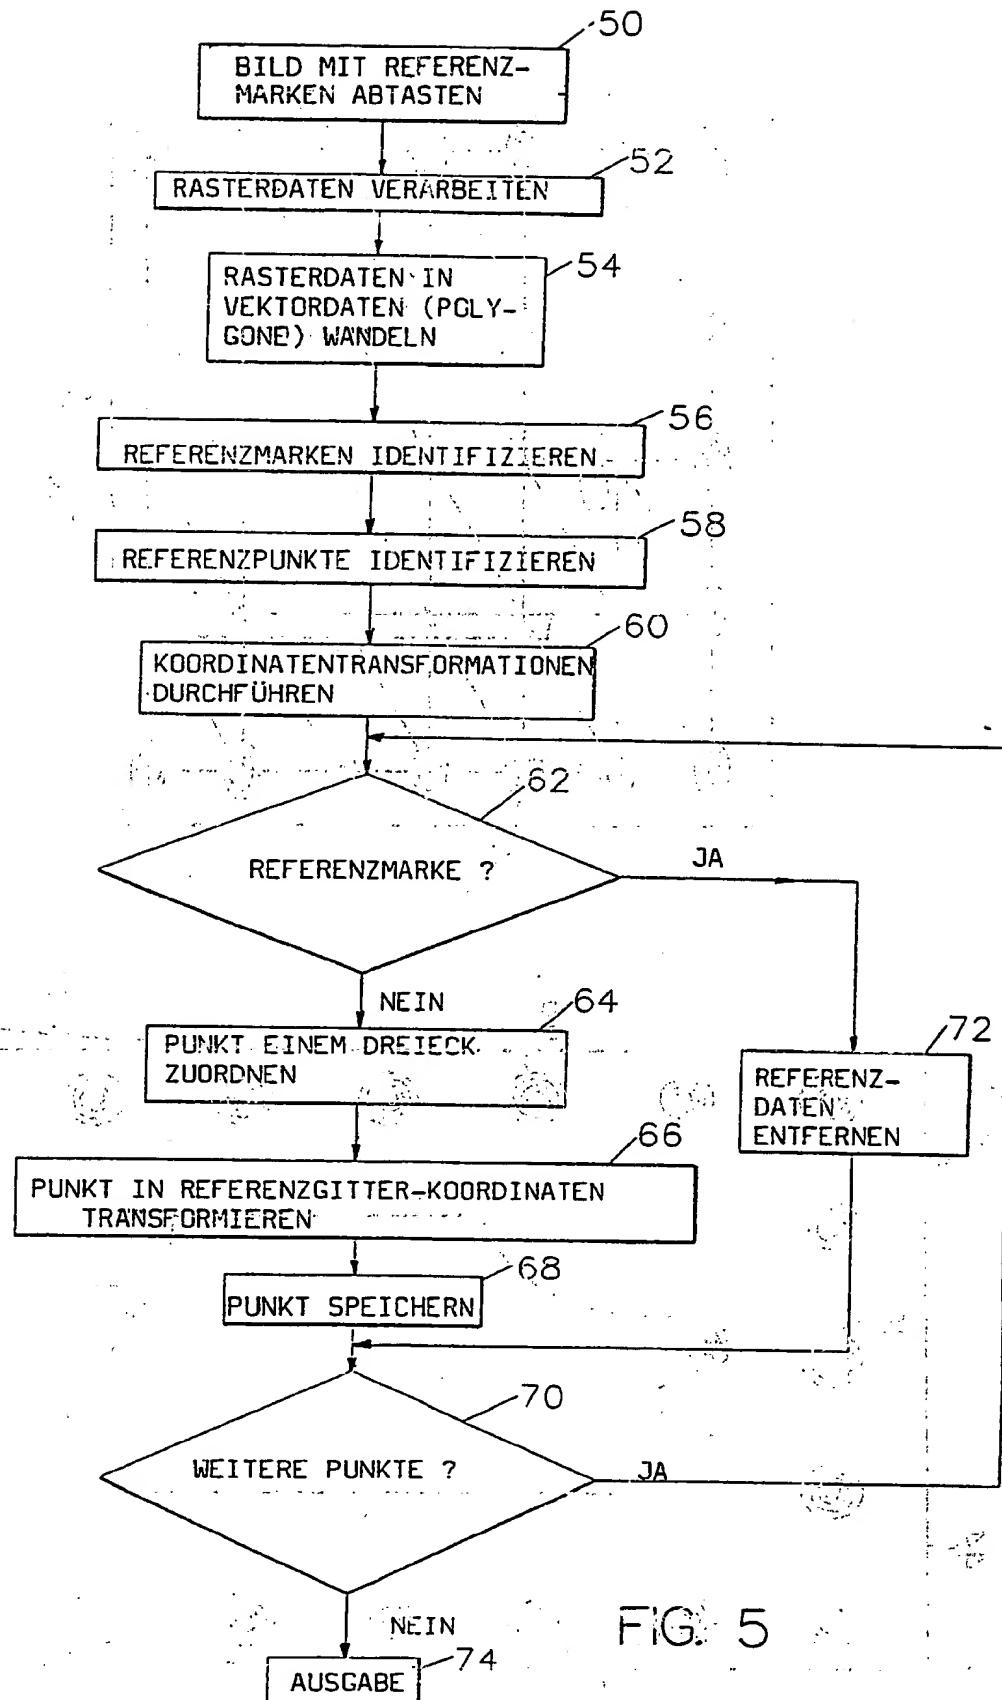 50
BILD MIT REFERENZ-
MARKEN ABTASTEN
52
RASTERDATEN VERARBEITEN
54
RASTERDATEN IN
VEKTORDATEN (POLY-
GONE) WANDELN
56
REFERENZMARKEN IDENTIFIZIEREN
58
REFERENZPUNKTE IDENTIFIZIEREN
60
KOORDINATENTRANSFORMATIONEN
DURCHFÜHREN
62
REFERENZMARKE ?
JA
NEIN
64
PUNKT EINEM DREIECK
ZUORDNEN
72
REFERENZ-
DATEN
ENTFERNEN
66
PUNKT IN REFERENZGITTER-KOORDINATEN
TRANSFORMIEREN
68
PUNKT SPEICHERN
70
WEITERE PUNKTE ?
JA
NEIN
FIG. 5
74
AUSGABE